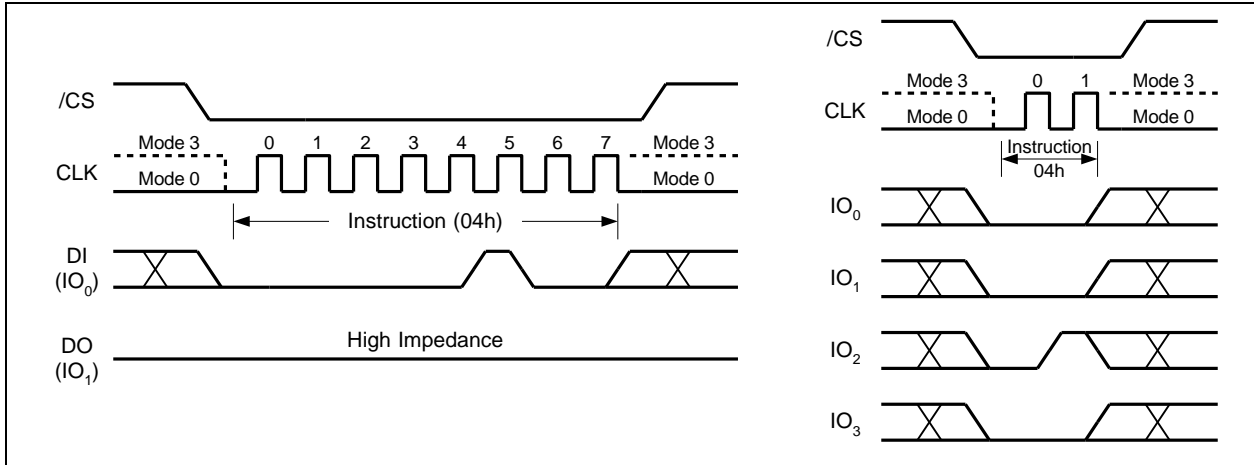 /CS
Mode 3 0 1 2 3 4 5 6 7 Mode 3
CLK Mode 0 Mode 0
Instruction (04h)
DI
(IO0)
High Impedance
DO
(IO1)
/CS
Mode 3 0 1 Mode 3
CLK Mode 0 Mode 0
Instruction
04h
IO0
IO1
IO2
IO3